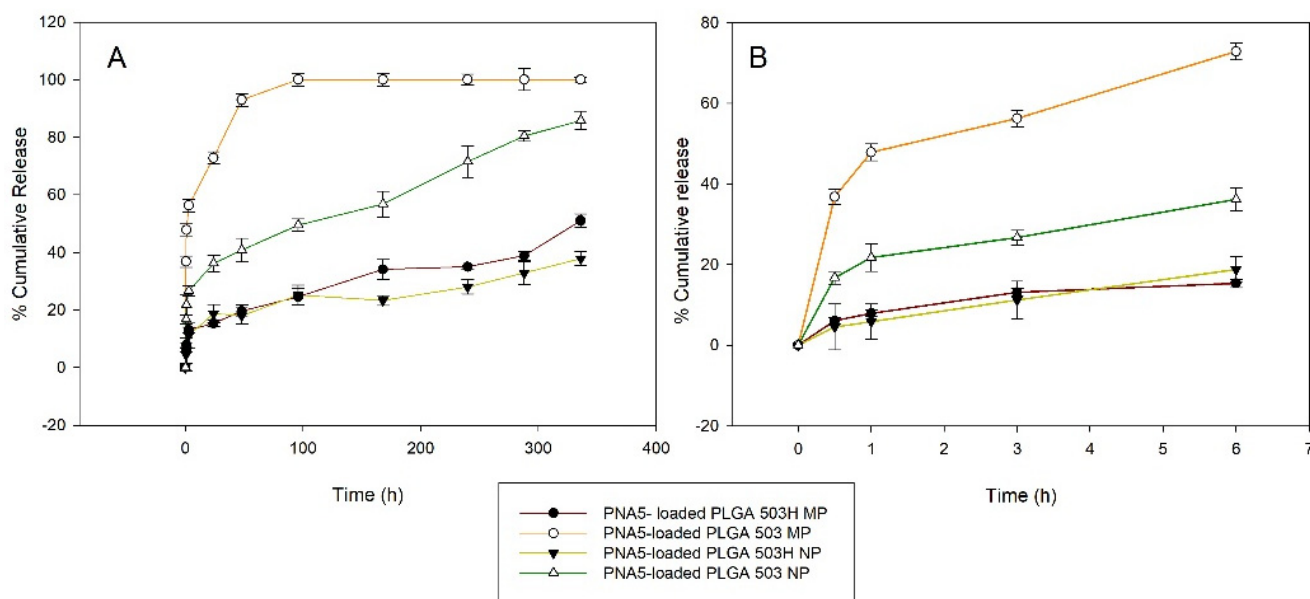 A
% Cumulative Release
120
100
80
60
40
20
0
-20
0
100
200
300
400
Time (h)
B
% Cumulative release
80
60
40
20
0
-20
0
1
2
3
4
5
6
7
Time (h)
PNA5- loaded PLGA 503H MP
PNA5-loaded PLGA 503 MP
PNA5-loaded PLGA 503H NP
PNA5-loaded PLGA 503 NP